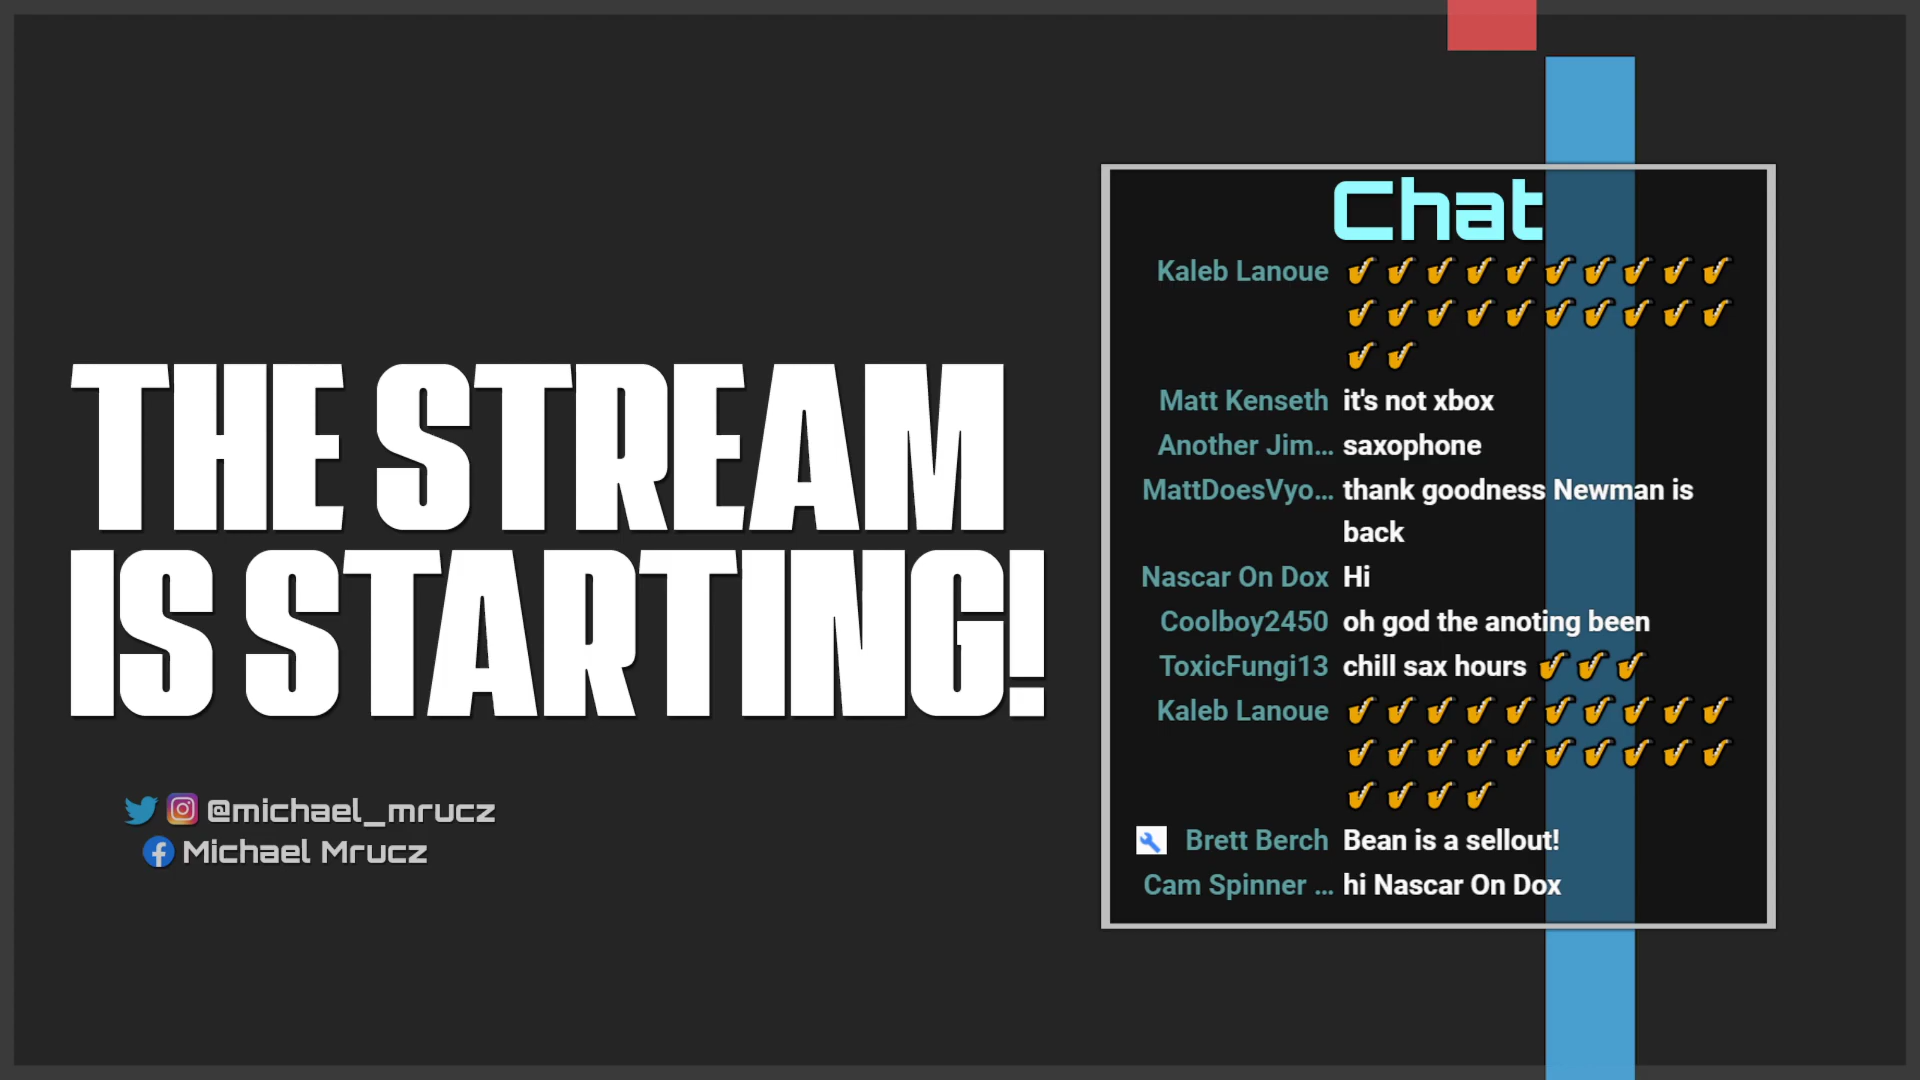 THE STREAM
IS STARTING!
@michael_mrucz
Michael Mrucz
Chat
Kaleb Lanoue 🎷🎷🎷🎷🎷🎷🎷🎷🎷🎷
🎷🎷🎷🎷🎷🎷🎷🎷🎷🎷
🎷🎷
Matt Kenseth it's not xbox
Another Jim... saxophone
MattDoesVyo... thank goodness Newman is
back
Nascar On Dox Hi
Coolboy2450 oh god the anoting been
ToxicFungi13 chill sax hours 🎷🎷🎷
Kaleb Lanoue 🎷🎷🎷🎷🎷🎷🎷🎷🎷🎷
🎷🎷🎷🎷🎷🎷🎷🎷🎷🎷
🎷🎷🎷🎷
Brett Berch Bean is a sellout!
Cam Spinner ... hi Nascar On Dox